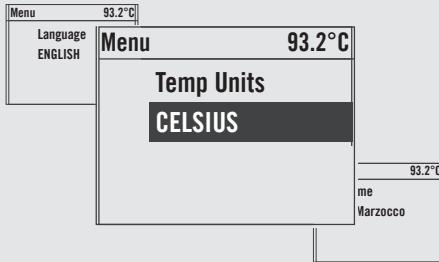 Menu 93.2°C
Language
ENGLISH
Menu 93.2°C
Temp Units
CELSIUS
93.2°C
me
Marzocco